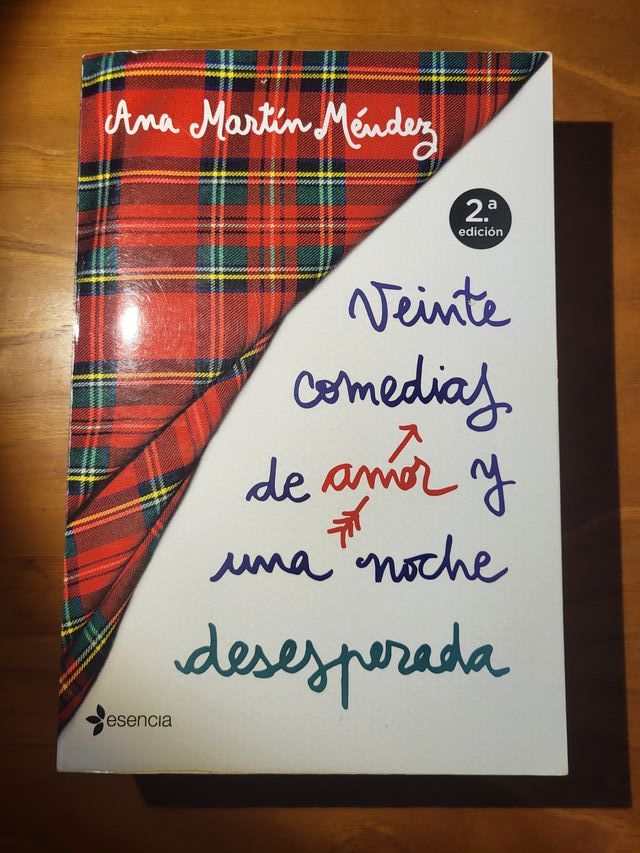 Ana Martín Méndez
2.ª
edición
Veinte
comedias
de amor y
una noche
desesperada
esencia